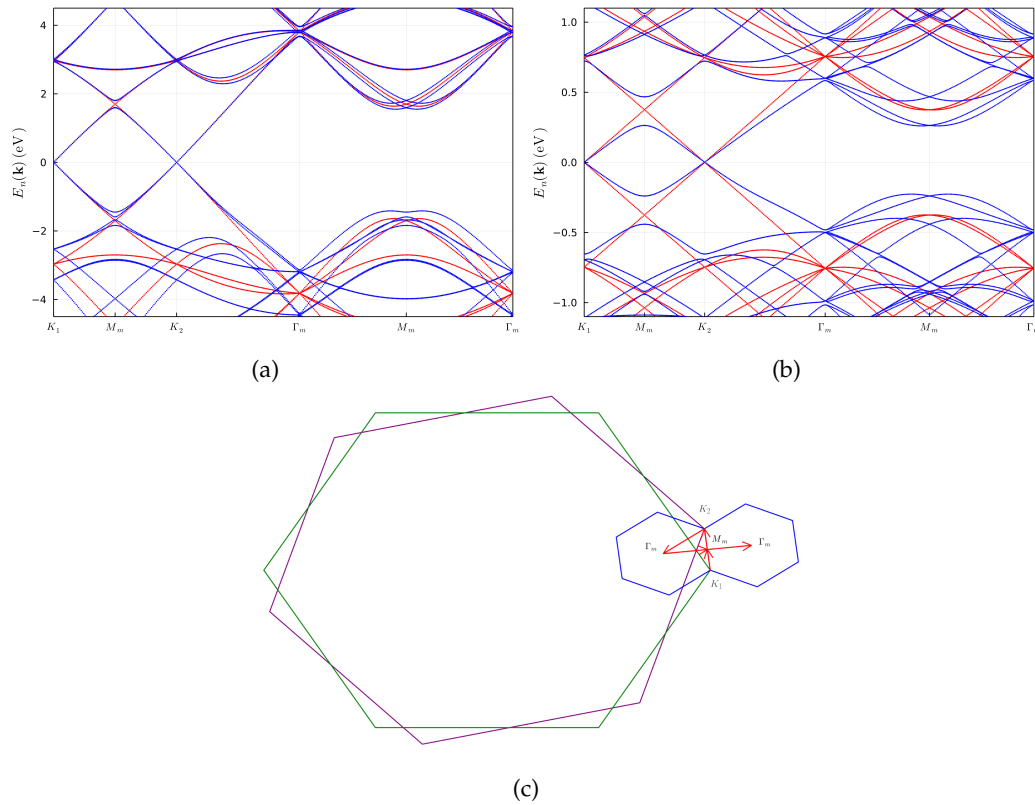 4
2
0
−2
−4
E_n(𝐤) (eV)
K_1 M_m K_2 Γ_m M_m Γ_m
(a)
1.0
0.5
0.0
−0.5
−1.0
E_n(𝐤) (eV)
K_1 M_m K_2 Γ_m M_m Γ_m
(b)
K_2
M_m
Γ_m Γ_m
K_1
(c)